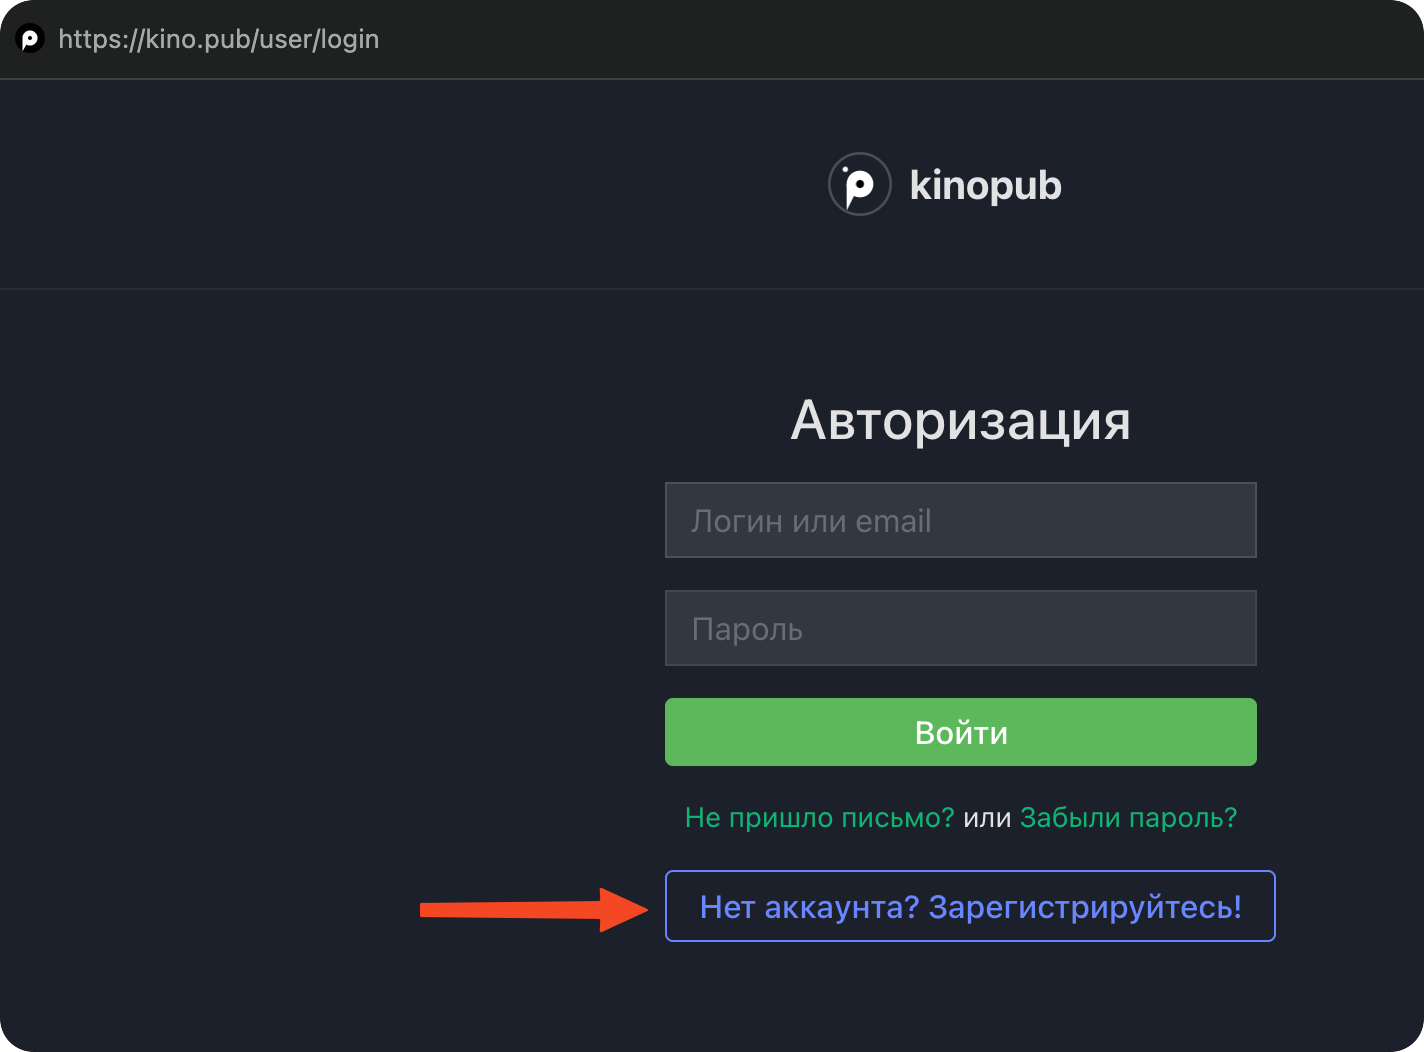 https://kino.pub/user/login
kinopub
Авторизация
Логин или email
Пароль
Войти
Не пришло письмо? или Забыли пароль?
Нет аккаунта? Зарегистрируйтесь!